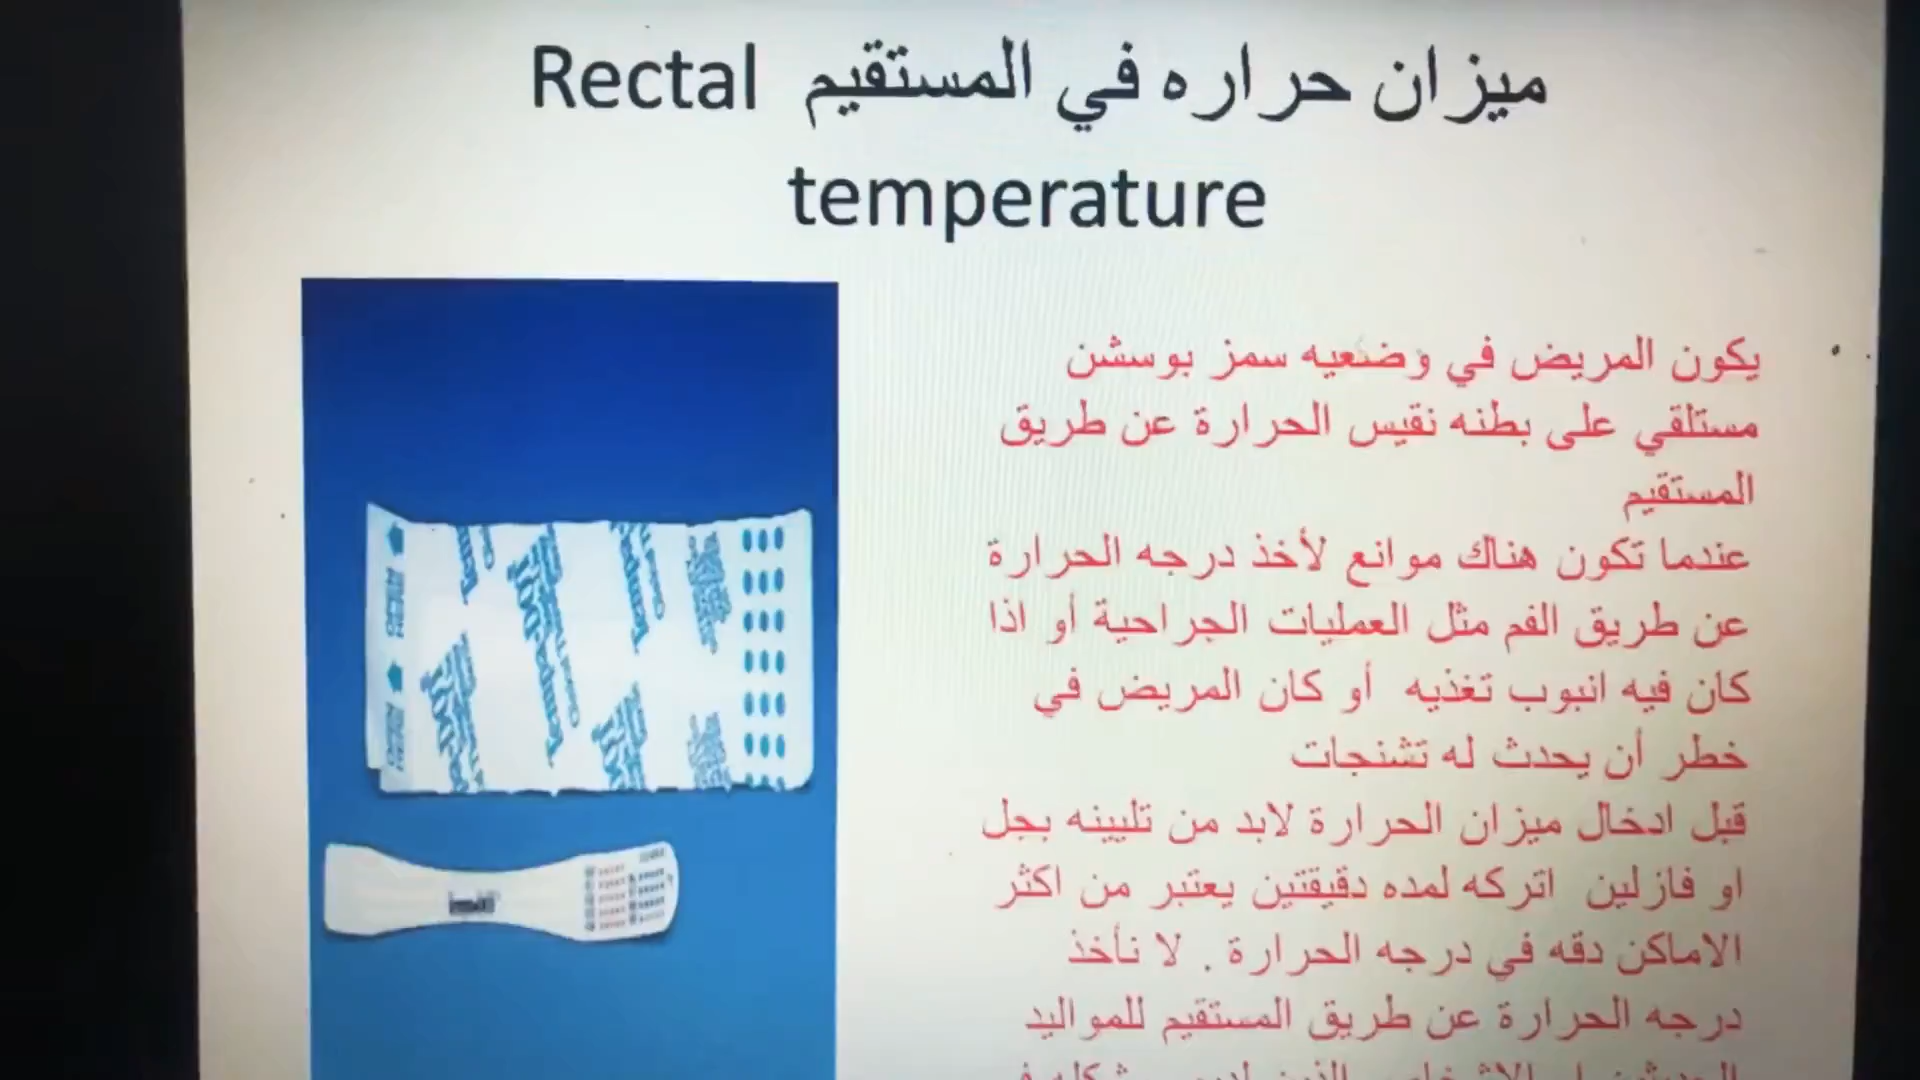 ميزان حراره في المستقيم Rectal
temperature
يكون المريض في وضعيه سمز بوسشن
مستلقي على بطنه نقيس الحرارة عن طريق
المستقيم
عندما تكون هناك موانع لأخذ درجه الحرارة
عن طريق الفم مثل العمليات الجراحية أو اذا
كان فيه انبوب تغذيه أو كان المريض في
خطر أن يحدث له تشنجات
قبل ادخال ميزان الحرارة لابد من تليينه بجل
او فازلين اتركه لمده دقيقتين يعتبر من اكثر
الاماكن دقه في درجه الحرارة . لا نأخذ
درجه الحرارة عن طريق المستقيم للمواليد